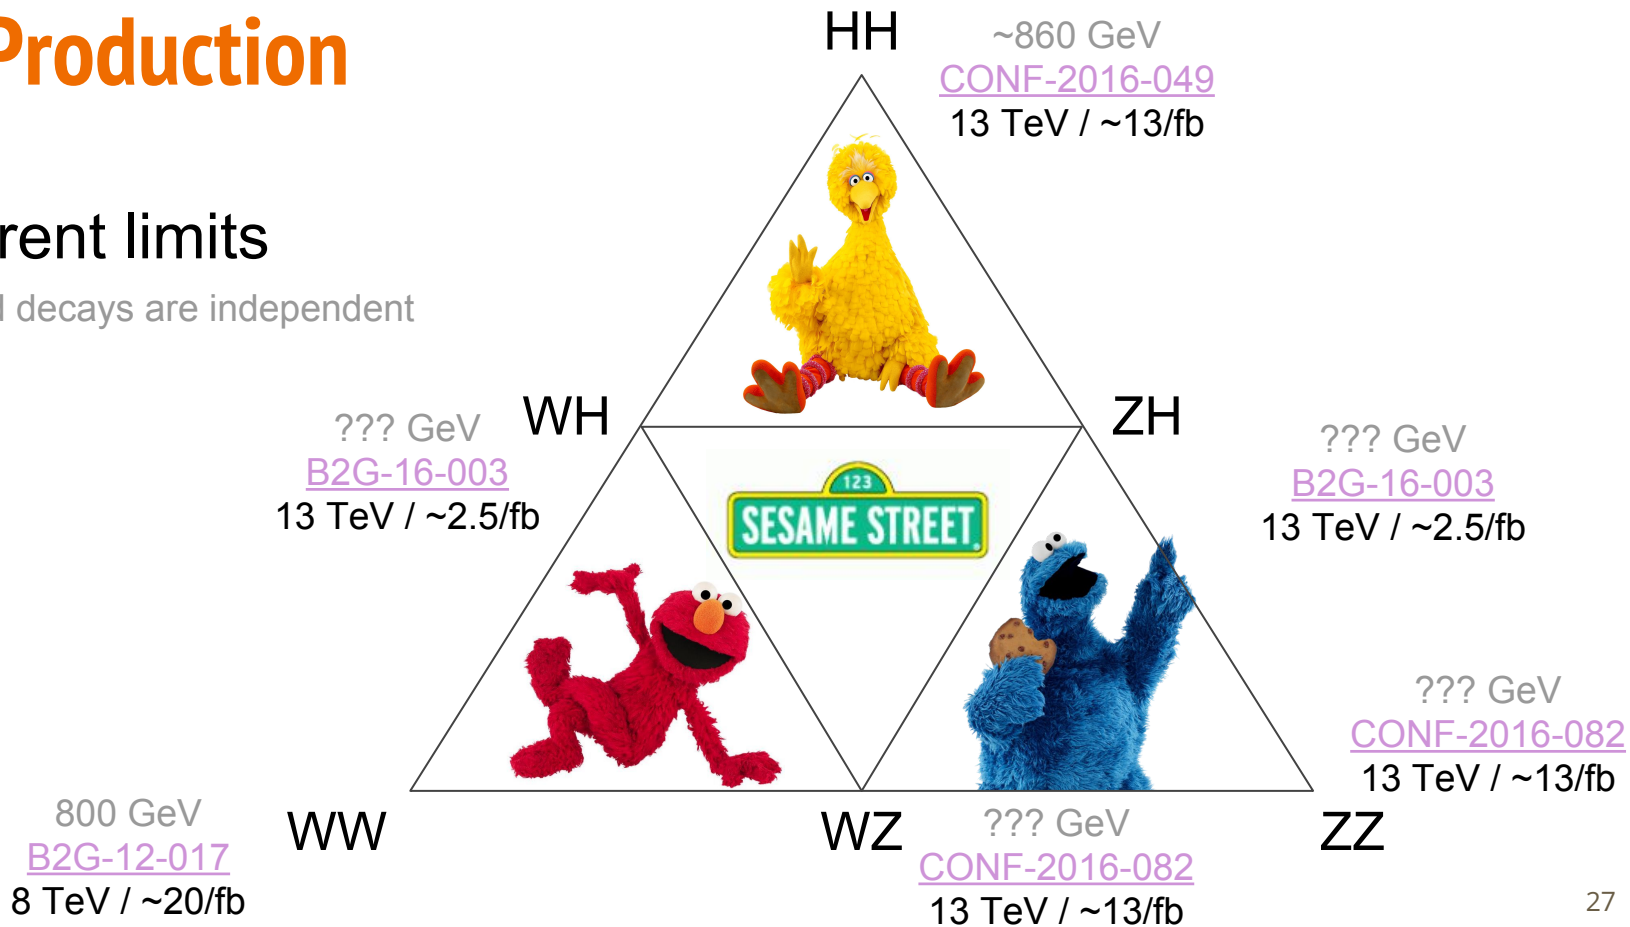 Production
HH
~860 GeV
CONF-2016-049
13 TeV / ~13/fb
rent limits
decays are independent
WH
??? GeV
B2G-16-003
13 TeV / ~2.5/fb
ZH
??? GeV
B2G-16-003
13 TeV / ~2.5/fb
123
SESAME STREET
??? GeV
CONF-2016-082
13 TeV / ~13/fb
800 GeV
B2G-12-017
8 TeV / ~20/fb
WW
WZ
??? GeV
CONF-2016-082
13 TeV / ~13/fb
ZZ
27